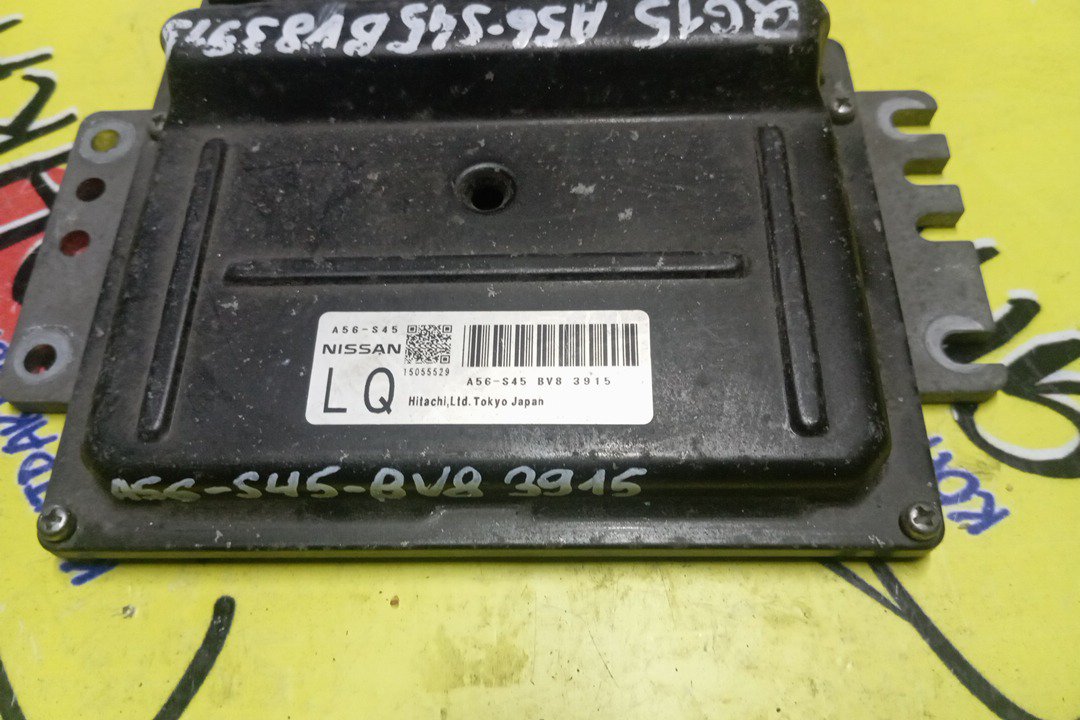 QG15 A56-S45 BV8 3915
A56-S45
NISSAN
15055529
LQ
A56-S45 BV8 3915
Hitachi,Ltd. Tokyo Japan
A56-S45-BV8 3915